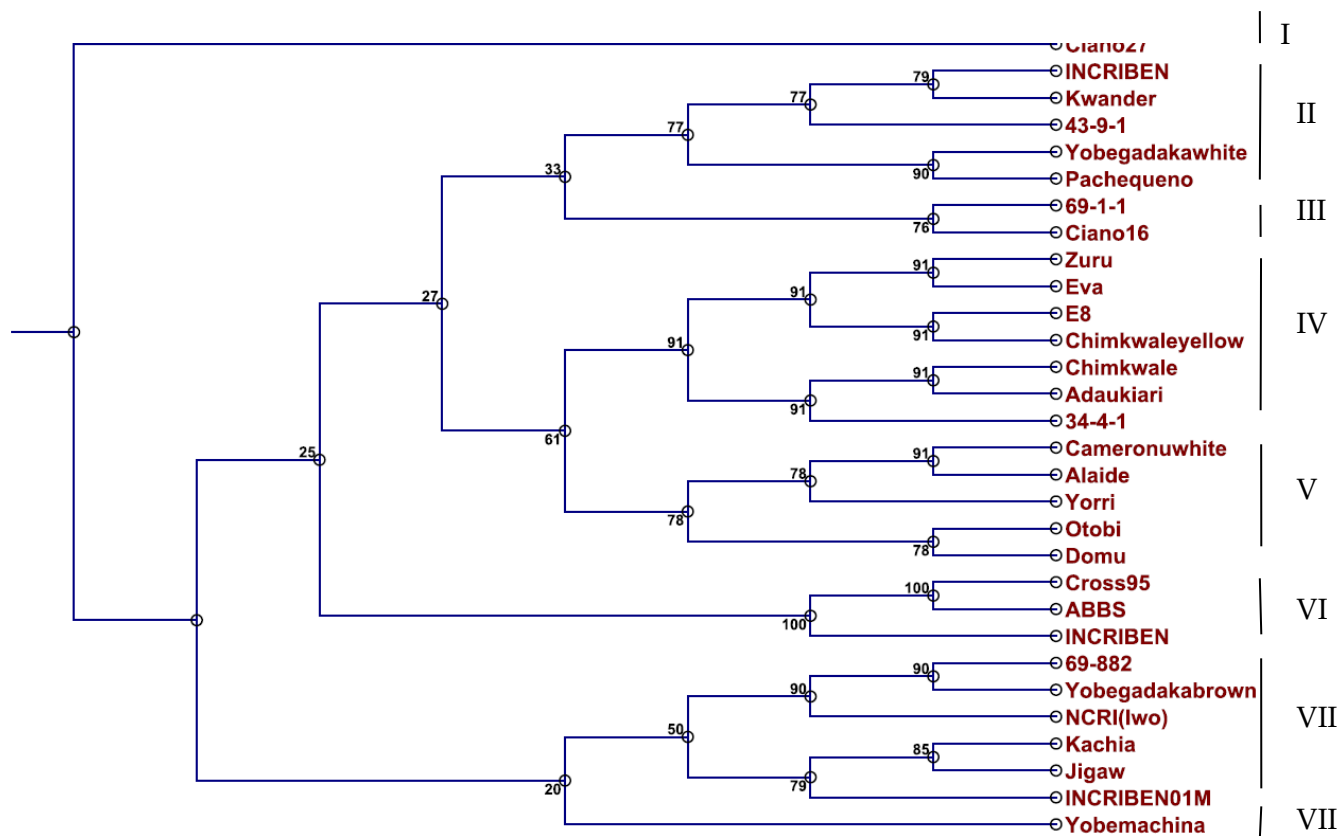 I
Ciano27
INCRIBEN
79
Kwander
77
II
43-9-1
77
Yobegadakawhite
33
90
Pachequeno
69-1-1
III
76
Ciano16
Zuru
91
Eva
91
27
E8
IV
91
Chimkwaleyellow
91
Chimkwale
91
Adaukiari
91
34-4-1
61
Cameronuwhite
25
91
Alaide
78
V
Yorri
78
Otobi
78
Domu
Cross95
100
ABBS
VI
100
INCRIBEN
69-882
90
Yobegadakabrown
90
NCRI(Iwo)
VII
50
Kachia
85
Jigaw
79
20
INCRIBEN01M
Yobemachina
VII